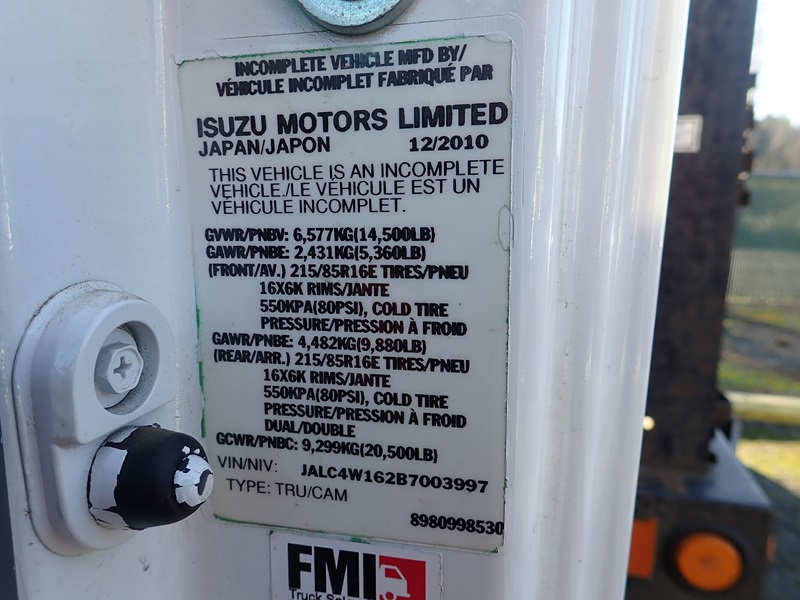 INCOMPLETE VEHICLE MFD BY/
VÉHICULE INCOMPLET FABRIQUÉ PAR
ISUZU MOTORS LIMITED
JAPAN/JAPON 12/2010
THIS VEHICLE IS AN INCOMPLETE
VEHICLE./LE VÉHICULE EST UN
VÉHICULE INCOMPLET.
GVWR/PNBV: 6,577KG(14,500LB)
GAWR/PNBE: 2,431KG(5,360LB)
(FRONT/AV.) 215/85R16E TIRES/PNEU
16X6K RIMS/JANTE
550KPA(80PSI), COLD TIRE
PRESSURE/PRESSION À FROID
GAWR/PNBE: 4,482KG(9,880LB)
(REAR/ARR.) 215/85R16E TIRES/PNEU
16X6K RIMS/JANTE
550KPA(80PSI), COLD TIRE
PRESSURE/PRESSION À FROID
DUAL/DOUBLE
GCWR/PNBC: 9,299KG(20,500LB)
VIN/NIV: JALC4W162B7003997
TYPE: TRU/CAM
8980998530
FMI
Truck